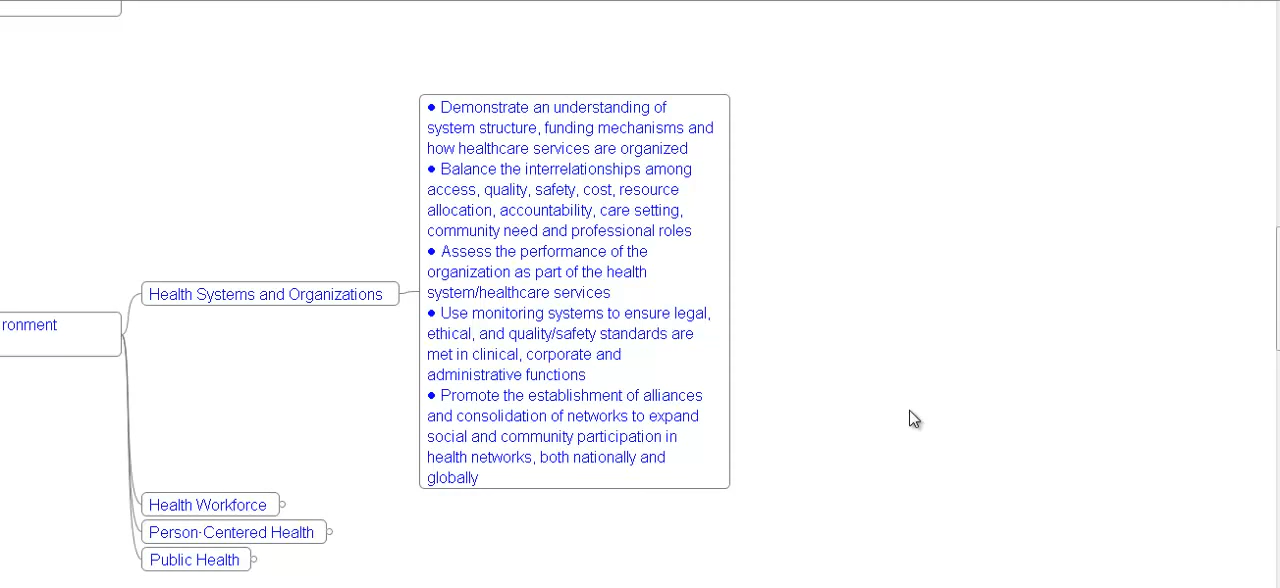 ● Demonstrate an understanding of
system structure, funding mechanisms and
how healthcare services are organized
● Balance the interrelationships among
access, quality, safety, cost, resource
allocation, accountability, care setting,
community need and professional roles
● Assess the performance of the
organization as part of the health
system/healthcare services
● Use monitoring systems to ensure legal,
ethical, and quality/safety standards are
met in clinical, corporate and
administrative functions
● Promote the establishment of alliances
and consolidation of networks to expand
social and community participation in
health networks, both nationally and
globally
Health Systems and Organizations
ronment
Health Workforce
Person-Centered Health
Public Health